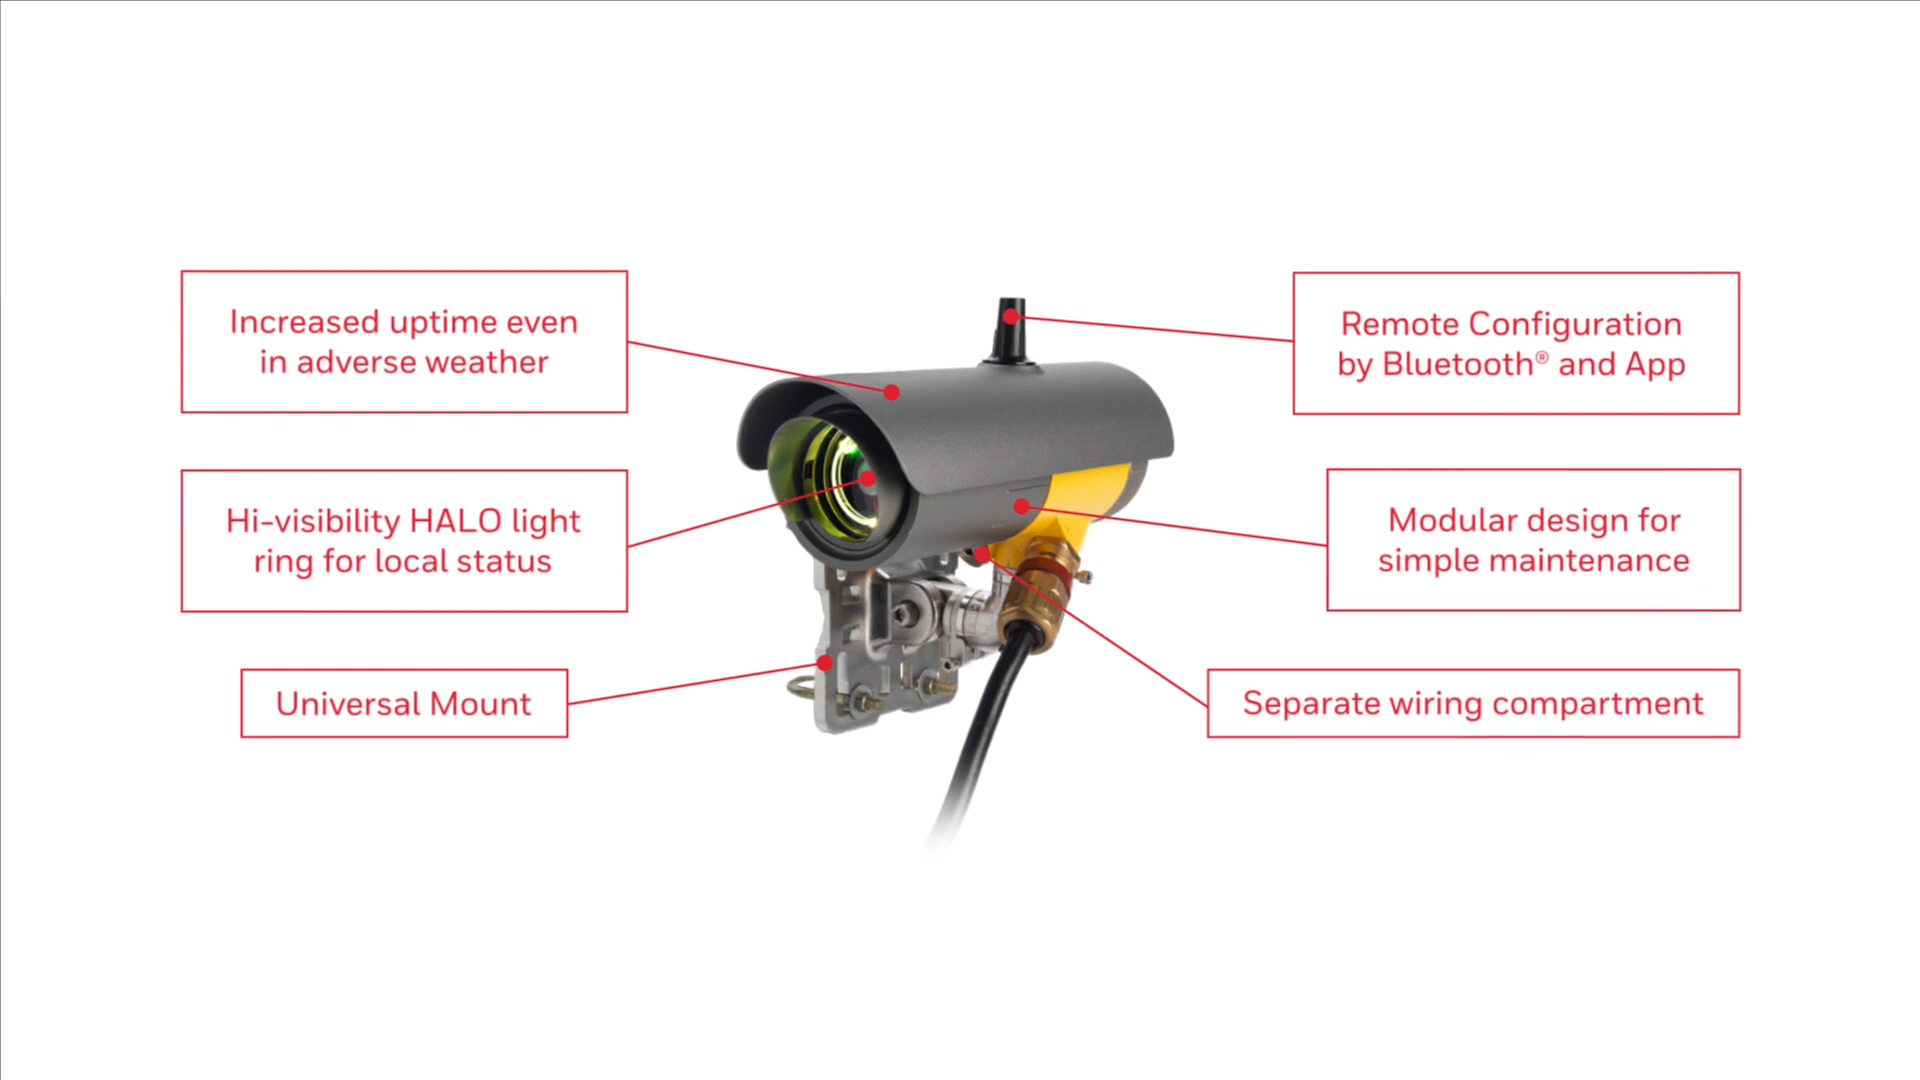 Increased uptime even
in adverse weather
Hi-visibility HALO light
ring for local status
Universal Mount
Remote Configuration
by Bluetooth® and App
Modular design for
simple maintenance
Separate wiring compartment